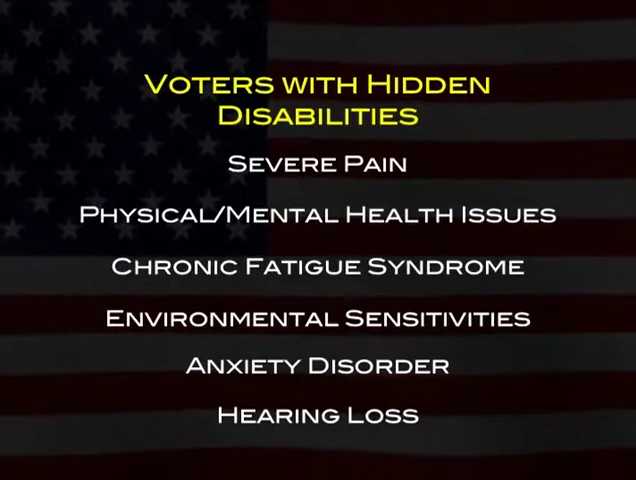 Voters with Hidden
Disabilities
Severe Pain
Physical/Mental Health Issues
Chronic Fatigue Syndrome
Environmental Sensitivities
Anxiety Disorder
Hearing Loss